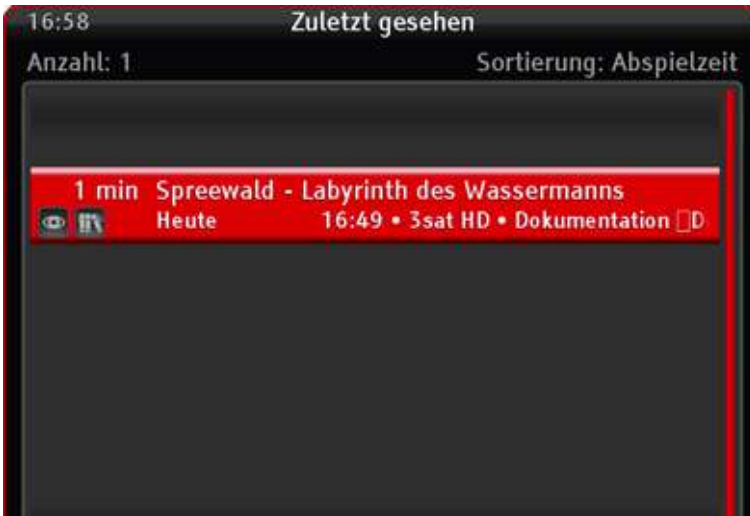 16:58 Zuletzt gesehen
Anzahl: 1 Sortierung: Abspielzeit
1 min Spreewald - Labyrinth des Wassermanns
Heute 16:49 • 3sat HD • Dokumentation □D